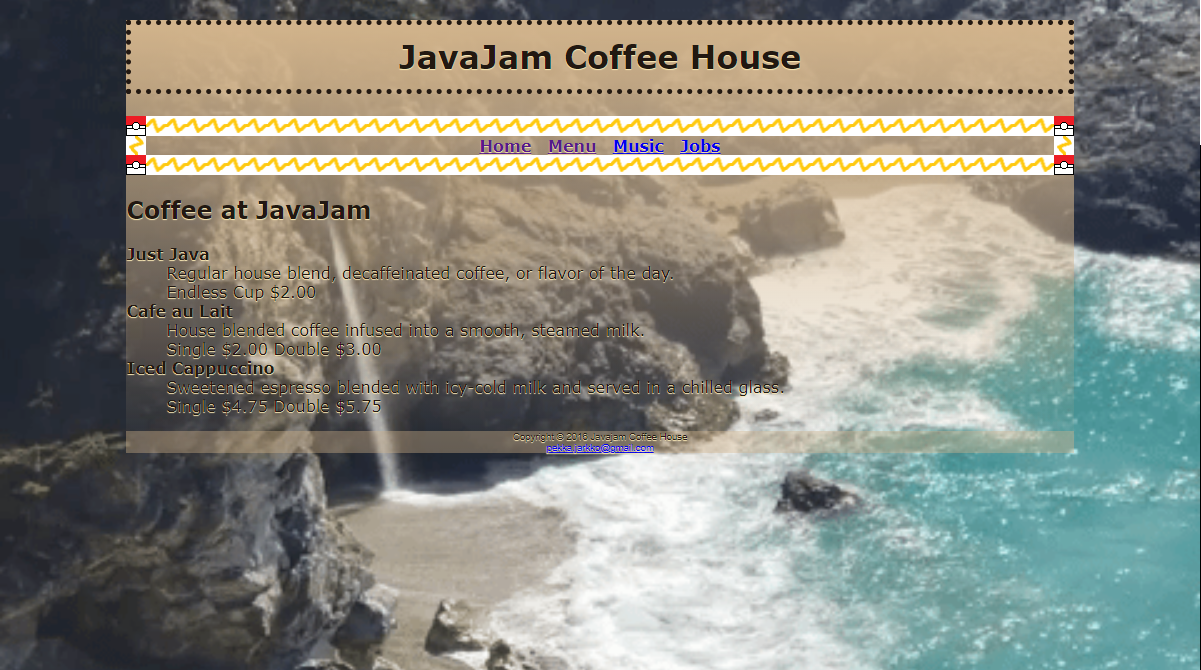 JavaJam Coffee House
Home Menu Music Jobs
Coffee at JavaJam
Just Java
Regular house blend, decaffeinated coffee, or flavor of the day.
Endless Cup $2.00
Cafe au Lait
House blended coffee infused into a smooth, steamed milk.
Single $2.00 Double $3.00
Iced Cappuccino
Sweetened espresso blended with icy-cold milk and served in a chilled glass.
Single $4.75 Double $5.75
Copyright © 2016 JavaJam Coffee House